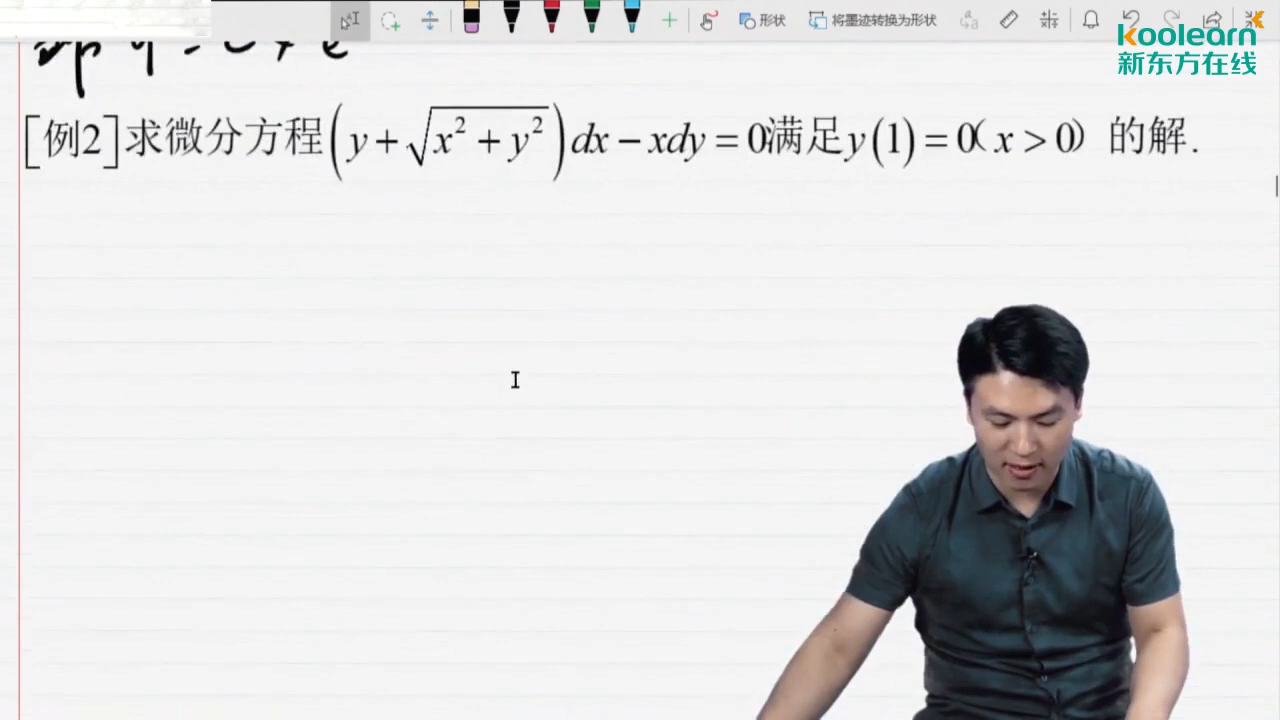 形状 将墨迹转换为形状
koolearn
新东方在线
[例2]求微分方程(y+√(x²+y²))dx−xdy=0满足y(1)=0(x>0) 的解.